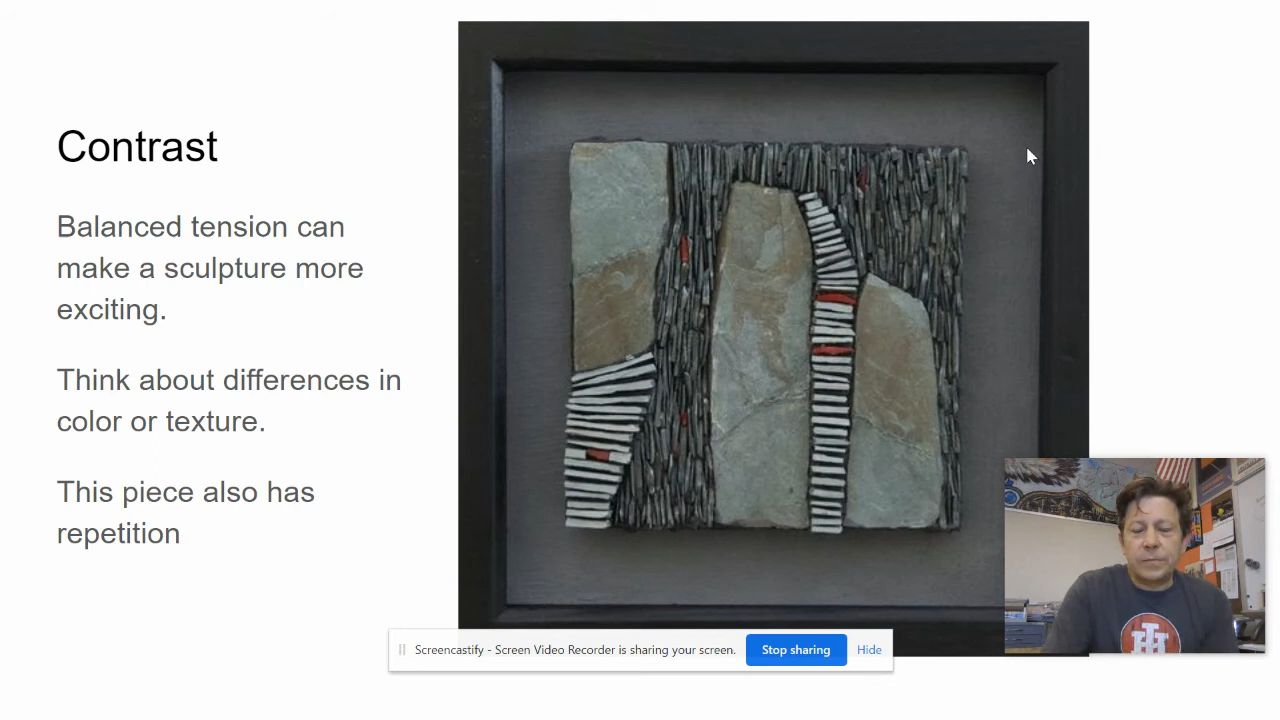 Contrast
Balanced tension can
make a sculpture more
exciting.
Think about differences in
color or texture.
This piece also has
repetition
Screencastify - Screen Video Recorder is sharing your screen.
Stop sharing
Hide